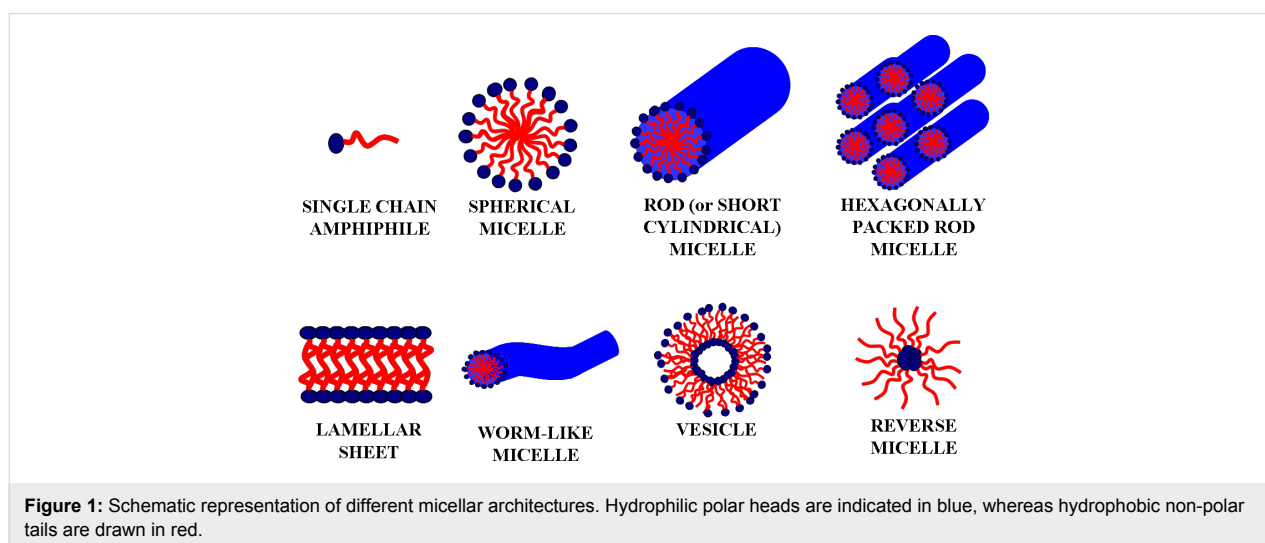 SINGLE CHAIN
AMPHIPHILE
SPHERICAL
MICELLE
ROD (or SHORT
CYLINDRICAL)
MICELLE
HEXAGONALLY
PACKED ROD
MICELLE
LAMELLAR
SHEET
WORM-LIKE
MICELLE
VESICLE
REVERSE
MICELLE
Figure 1: Schematic representation of different micellar architectures. Hydrophilic polar heads are indicated in blue, whereas hydrophobic non-polar
tails are drawn in red.